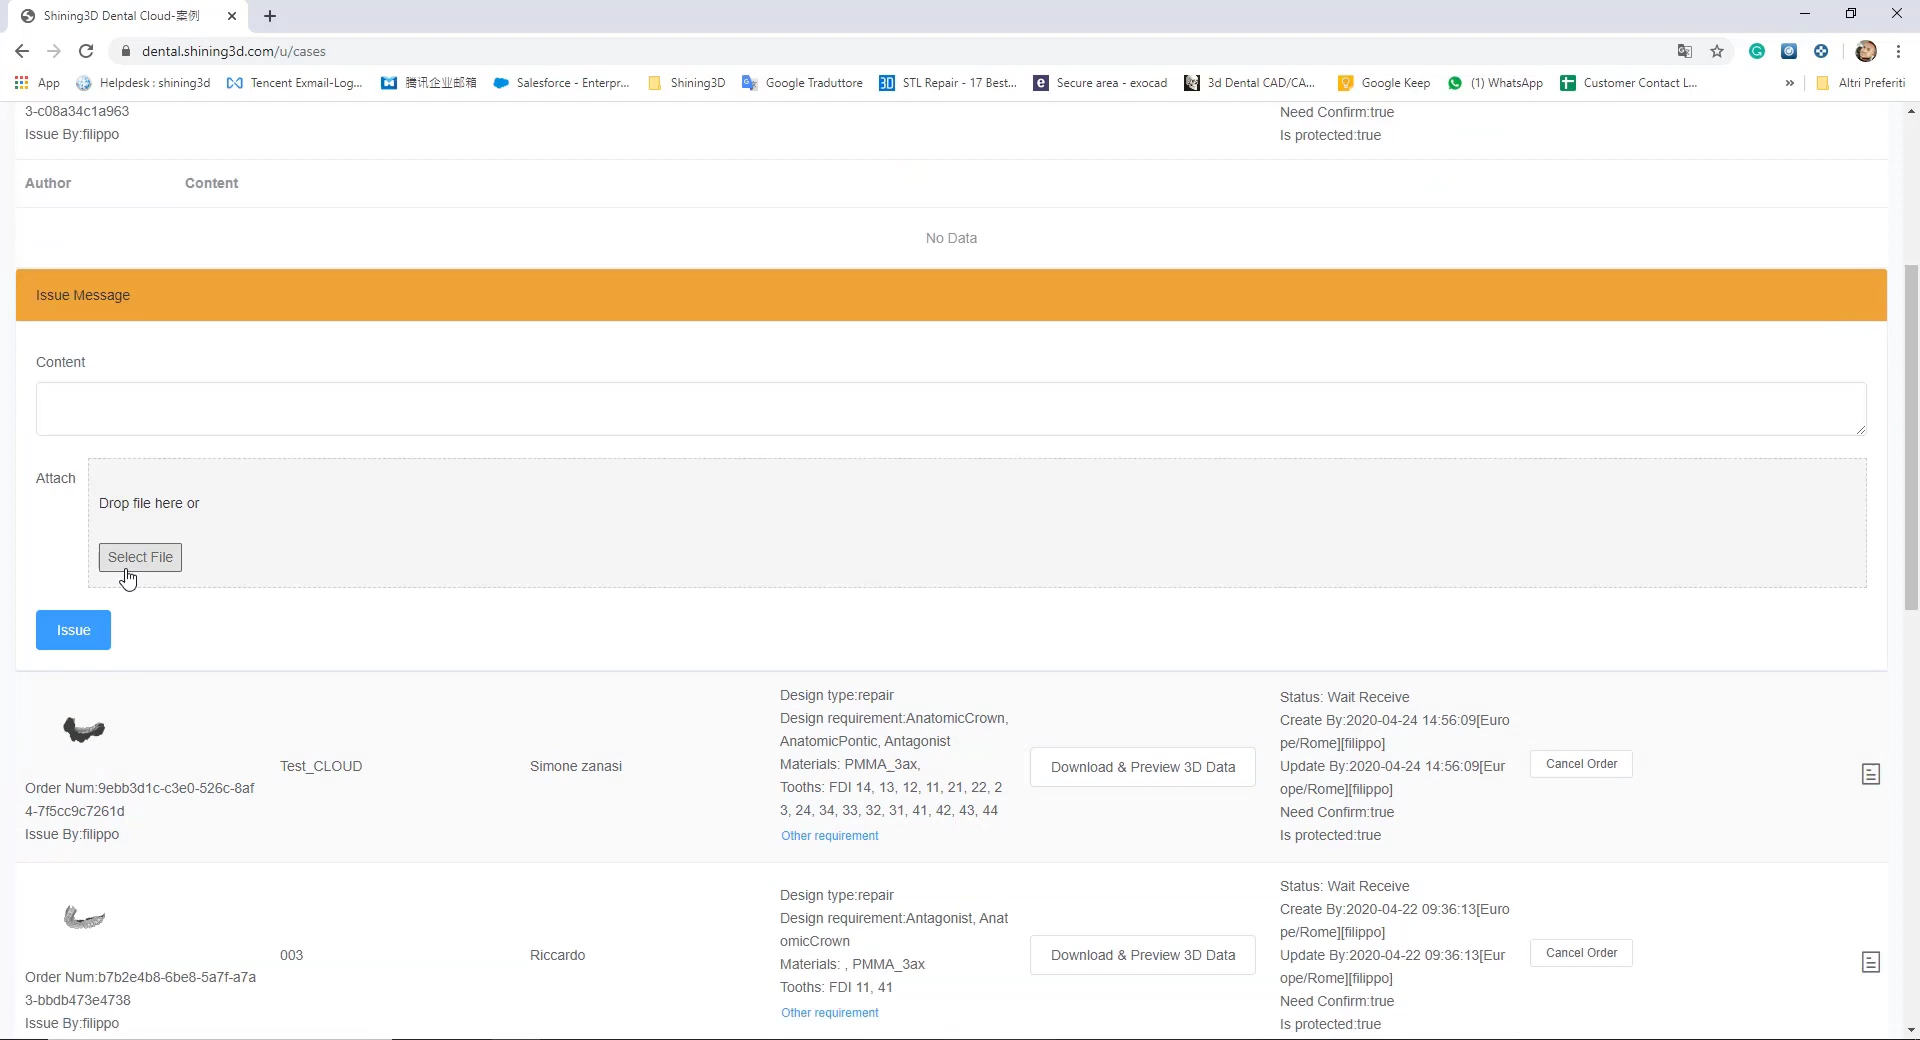 Shining3D Dental Cloud-案例
dental.shining3d.com/u/cases
App
Helpdesk : shining3d
Tencent Exmail-Log...
腾讯企业邮箱
Salesforce - Enterpr...
Shining3D
Google Traduttore
STL Repair - 17 Best...
Secure area - exocad
3d Dental CAD/CA...
Google Keep
(1) WhatsApp
Customer Contact L...
»
Altri Preferiti
3-c08a34c1a963
Issue By:filippo
Need Confirm:true
Is protected:true
Author
Content
No Data
Issue Message
Content
Attach
Drop file here or
Select File
Issue
Order Num:9ebb3d1c-c3e0-526c-8af
4-7f5cc9c7261d
Issue By:filippo
Test_CLOUD
Simone zanasi
Design type:repair
Design requirement:AnatomicCrown,
AnatomicPontic, Antagonist
Materials: PMMA_3ax,
Tooths: FDI 14, 13, 12, 11, 21, 22, 2
3, 24, 34, 33, 32, 31, 41, 42, 43, 44
Other requirement
Download & Preview 3D Data
Status: Wait Receive
Create By:2020-04-24 14:56:09[Euro
pe/Rome][filippo]
Update By:2020-04-24 14:56:09[Eur
ope/Rome][filippo]
Need Confirm:true
Is protected:true
Cancel Order
Order Num:b7b2e4b8-6be8-5a7f-a7a
3-bbdb473e4738
Issue By:filippo
003
Riccardo
Design type:repair
Design requirement:Antagonist, Anat
omicCrown
Materials: , PMMA_3ax
Tooths: FDI 11, 41
Other requirement
Download & Preview 3D Data
Status: Wait Receive
Create By:2020-04-22 09:36:13[Euro
pe/Rome][filippo]
Update By:2020-04-22 09:36:13[Eur
ope/Rome][filippo]
Need Confirm:true
Is protected:true
Cancel Order